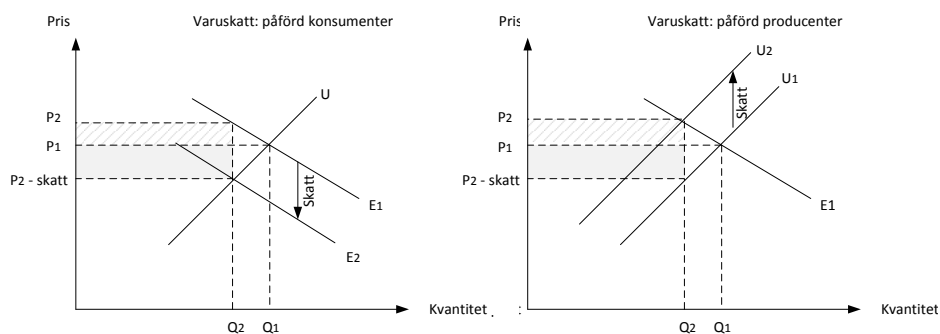 Pris
Varuskatt: påförd konsumenter
U
P2
P1
P2 - skatt
Skatt
E1
E2
Kvantitet .
Q2
Q1
Pris
Varuskatt: påförd producenter
U2
U1
Skatt
P2
P1
P2 - skatt
E1
:
Kvantitet
Q2
Q1